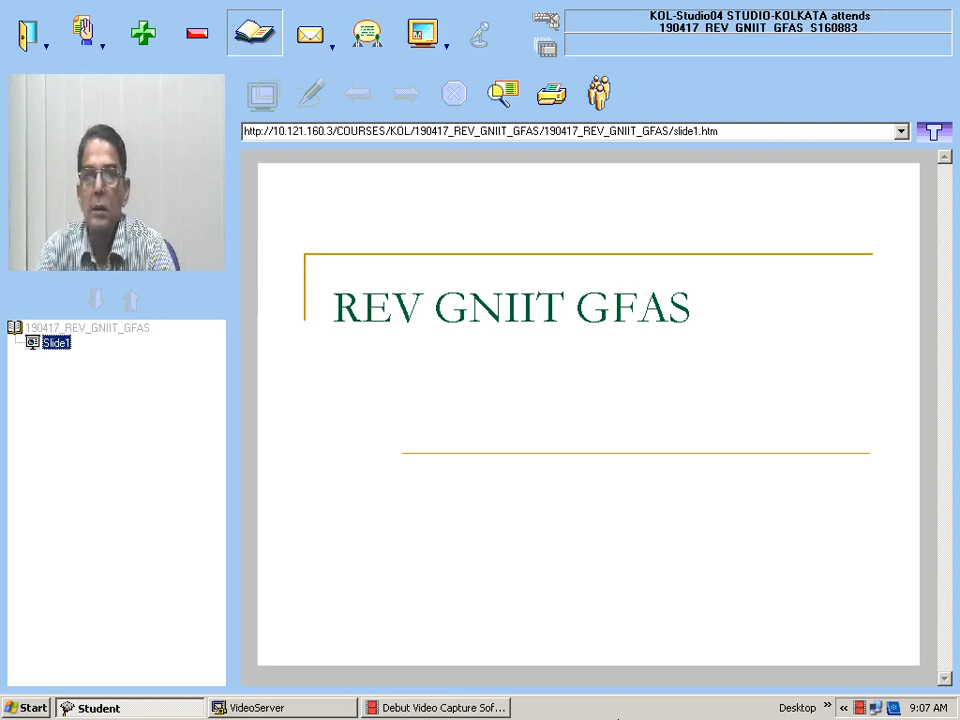 KOL-Studio04 STUDIO-KOLKATA attends
190417_REV_GNIIT_GFAS_S160883
http://10.121.160.3/COURSES/KOL/190417_REV_GNIIT_GFAS/190417_REV_GNIIT_GFAS/slide1.htm
T
REV GNIIT GFAS
190417_REV_GNIIT_GFAS
Slide1
Start
Student
VideoServer
Debut Video Capture Sof...
Desktop
9:07 AM